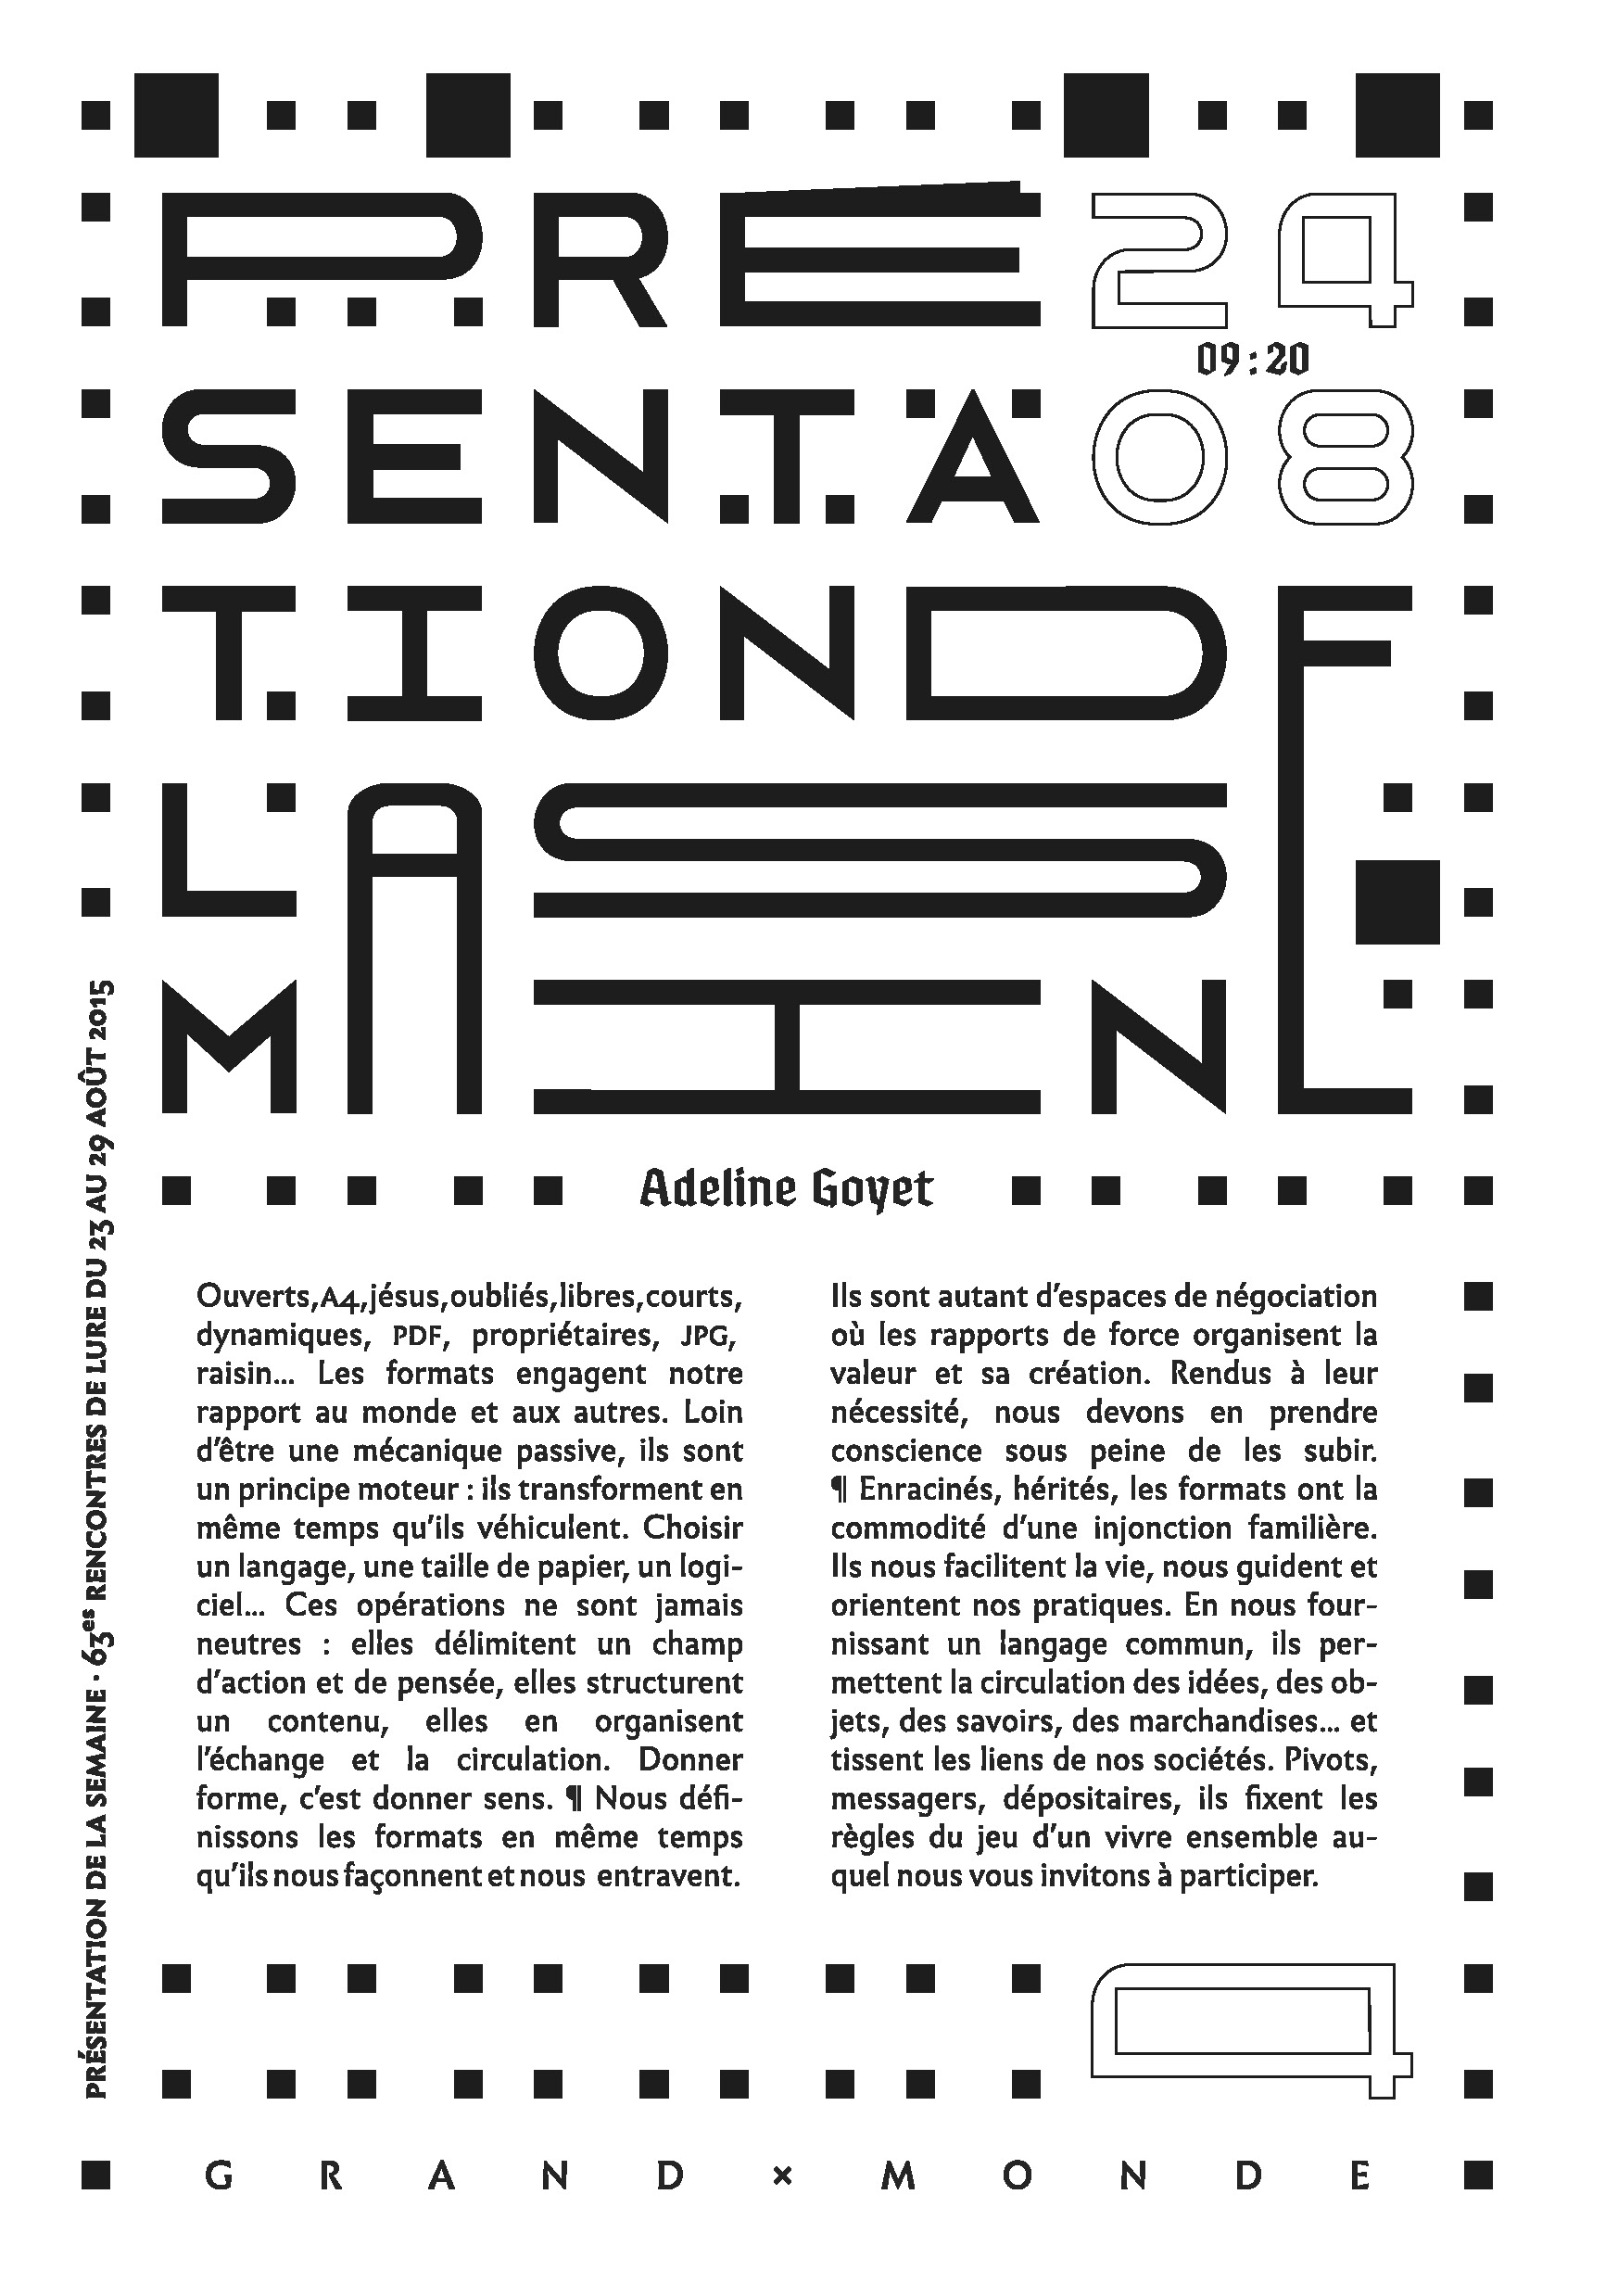 PRÉ 24
09:20
SENTA 08
TION DE
LA SE
MAINE
Adeline Goyet
Ouverts, A4, jésus, oubliés, libres, courts,
dynamiques, PDF, propriétaires, JPG,
raisin... Les formats engagent notre
rapport au monde et aux autres. Loin
d'être une mécanique passive, ils sont
un principe moteur : ils transforment en
même temps qu'ils véhiculent. Choisir
un langage, une taille de papier, un logi-
ciel... Ces opérations ne sont jamais
neutres : elles délimitent un champ
d'action et de pensée, elles structurent
un contenu, elles en organisent
l'échange et la circulation. Donner
forme, c'est donner sens. ¶ Nous défi-
nissons les formats en même temps
qu'ils nous façonnent et nous entravent.
Ils sont autant d'espaces de négociation
où les rapports de force organisent la
valeur et sa création. Rendus à leur
nécessité, nous devons en prendre
conscience sous peine de les subir.
¶ Enracinés, hérités, les formats ont la
commodité d'une injonction familière.
Ils nous facilitent la vie, nous guident et
orientent nos pratiques. En nous four-
nissant un langage commun, ils per-
mettent la circulation des idées, des ob-
jets, des savoirs, des marchandises... et
tissent les liens de nos sociétés. Pivots,
messagers, dépositaires, ils fixent les
règles du jeu d'un vivre ensemble au-
quel nous vous invitons à participer.
PRÉSENTATION DE LA SEMAINE · 63es RENCONTRES DE LURE DU 23 AU 29 AOÛT 2015
4
GRAND × MONDE